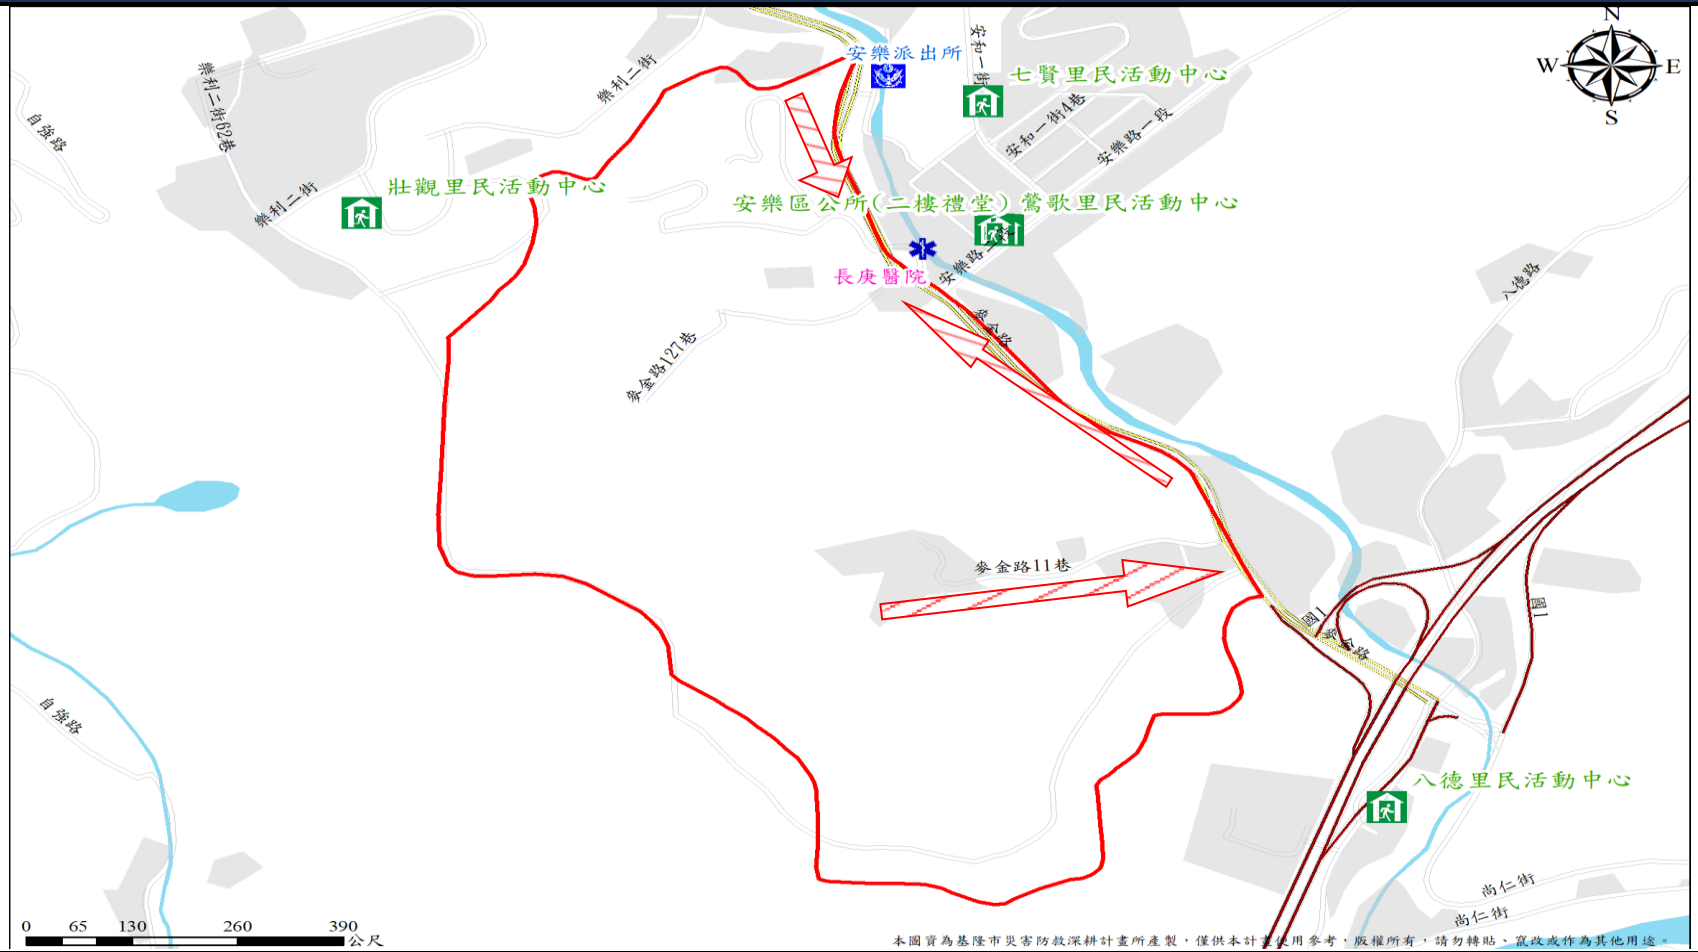 N
W
E
S
安樂派出所
安和一街
七賢里民活動中心
樂利二街
樂利二街62巷
自強路
安和一街4巷
安樂路一段
壯觀里民活動中心
樂利二街
安樂區公所(二樓禮堂)
鶯歌里民活動中心
安樂路二段
長庚醫院
八德路
麥金路
麥金路127巷
麥金路11巷
國1
國1
麥金路
自強路
八德里民活動中心
尚仁街
尚仁街
0 65 130 260 390
公尺
本圖資為基隆市災害防救深耕計畫所產製，僅供本計畫使用參考，版權所有，請勿轉貼、竄改或作為其他用途。